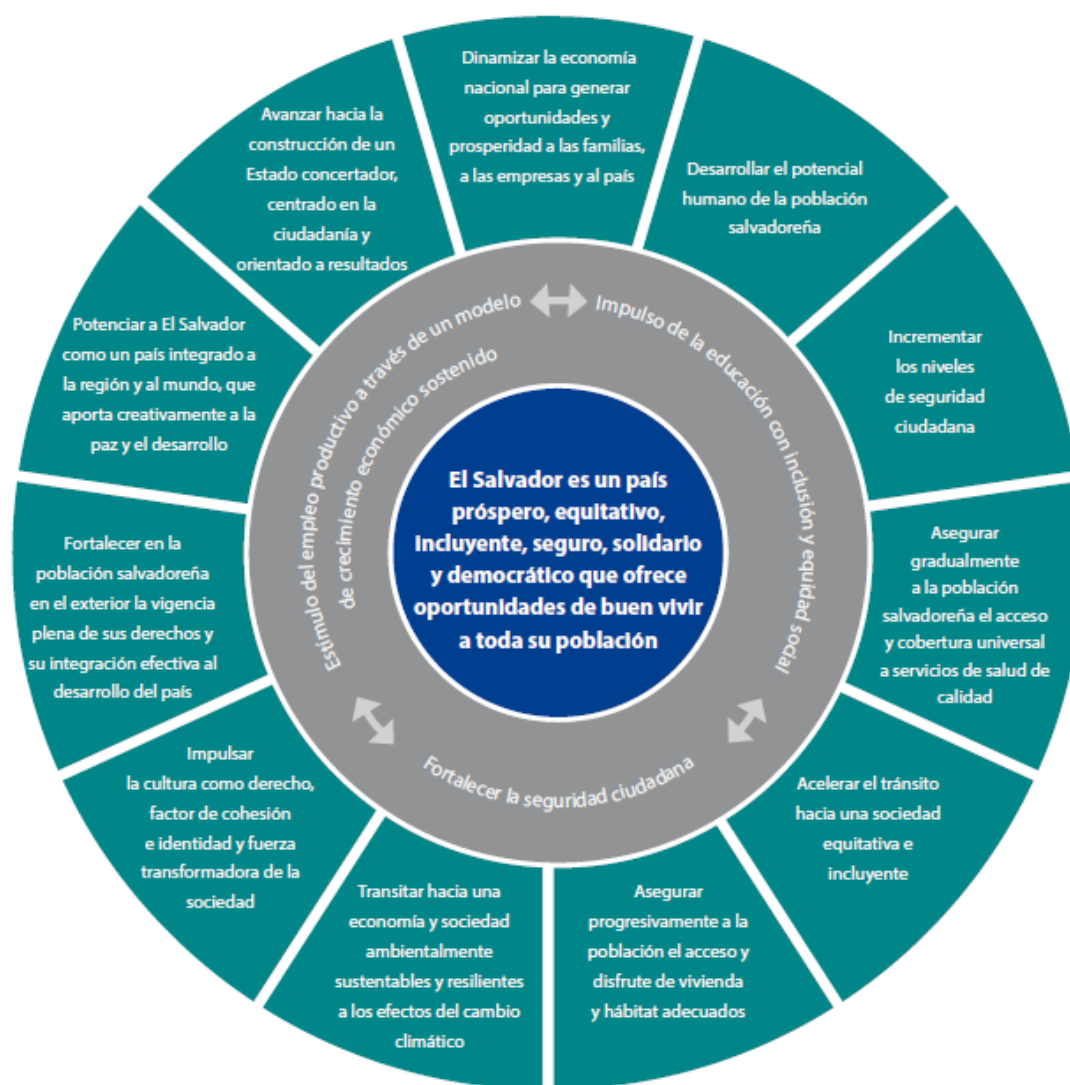 Dinamizar la economía
nacional para generar
oportunidades y
prosperidad a las familias,
a las empresas y al país
Desarrollar el potencial
humano de la población
salvadoreña
Incrementar
los niveles
de seguridad
ciudadana
Asegurar
gradualmente
a la población
salvadoreña el acceso
y cobertura universal
a servicios de salud de
calidad
Acelerar el tránsito
hacia una sociedad
equitativa e
incluyente
Asegurar
progresivamente a la
población el acceso y
disfrute de vivienda
y hábitat adecuados
Transitar hacia una
economía y sociedad
ambientalmente
sustentables y resilientes
a los efectos del cambio
climático
Impulsar
la cultura como derecho,
factor de cohesión
e identidad y fuerza
transformadora de la
sociedad
Fortalecer en la
población salvadoreña
en el exterior la vigencia
plena de sus derechos y
su integración efectiva al
desarrollo del país
Potenciar a El Salvador
como un país integrado a
la región y al mundo, que
aporta creativamente a la
paz y el desarrollo
Avanzar hacia la
construcción de un
Estado concertador,
centrado en la
ciudadanía y
orientado a resultados
Estímulo del empleo productivo a través de un modelo
de crecimiento económico sostenido
Impulso de la educación con inclusión y equidad social
Fortalecer la seguridad ciudadana
El Salvador es un país
próspero, equitativo,
incluyente, seguro, solidario
y democrático que ofrece
oportunidades de buen vivir
a toda su población